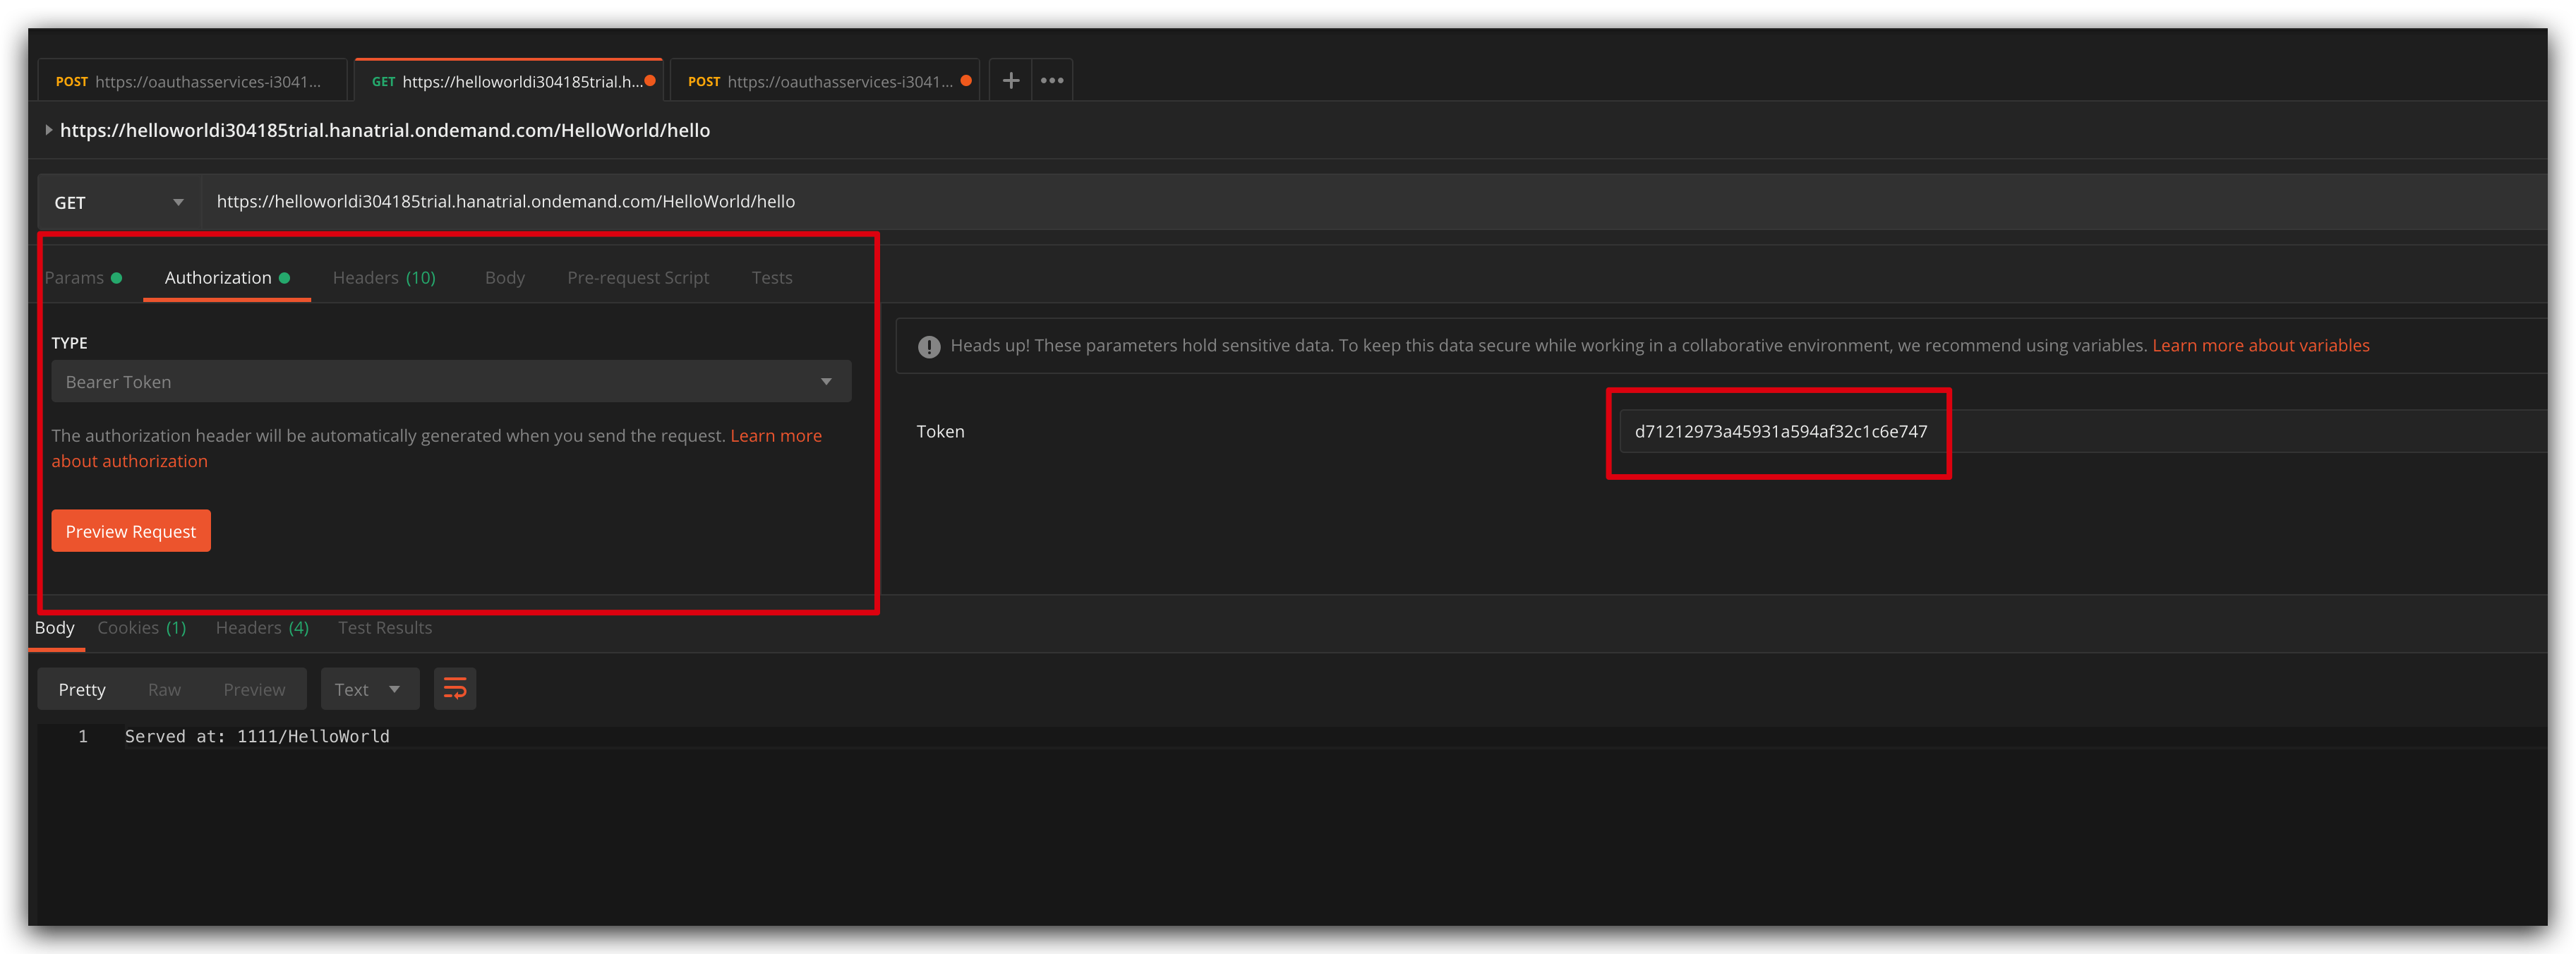 POST https://oauthasservices-i3041...
GET https://helloworldi304185trial.h...
POST https://oauthasservices-i3041...
https://helloworldi304185trial.hanatrial.ondemand.com/HelloWorld/hello
GET
https://helloworldi304185trial.hanatrial.ondemand.com/HelloWorld/hello
Params Authorization Headers (10) Body Pre-request Script Tests
TYPE
Bearer Token
The authorization header will be automatically generated when you send the request. Learn more
about authorization
Preview Request
Heads up! These parameters hold sensitive data. To keep this data secure while working in a collaborative environment, we recommend using variables. Learn more about variables
Token
d71212973a45931a594af32c1c6e747
Body Cookies (1) Headers (4) Test Results
Pretty Raw Preview Text
1 Served at: 1111/HelloWorld